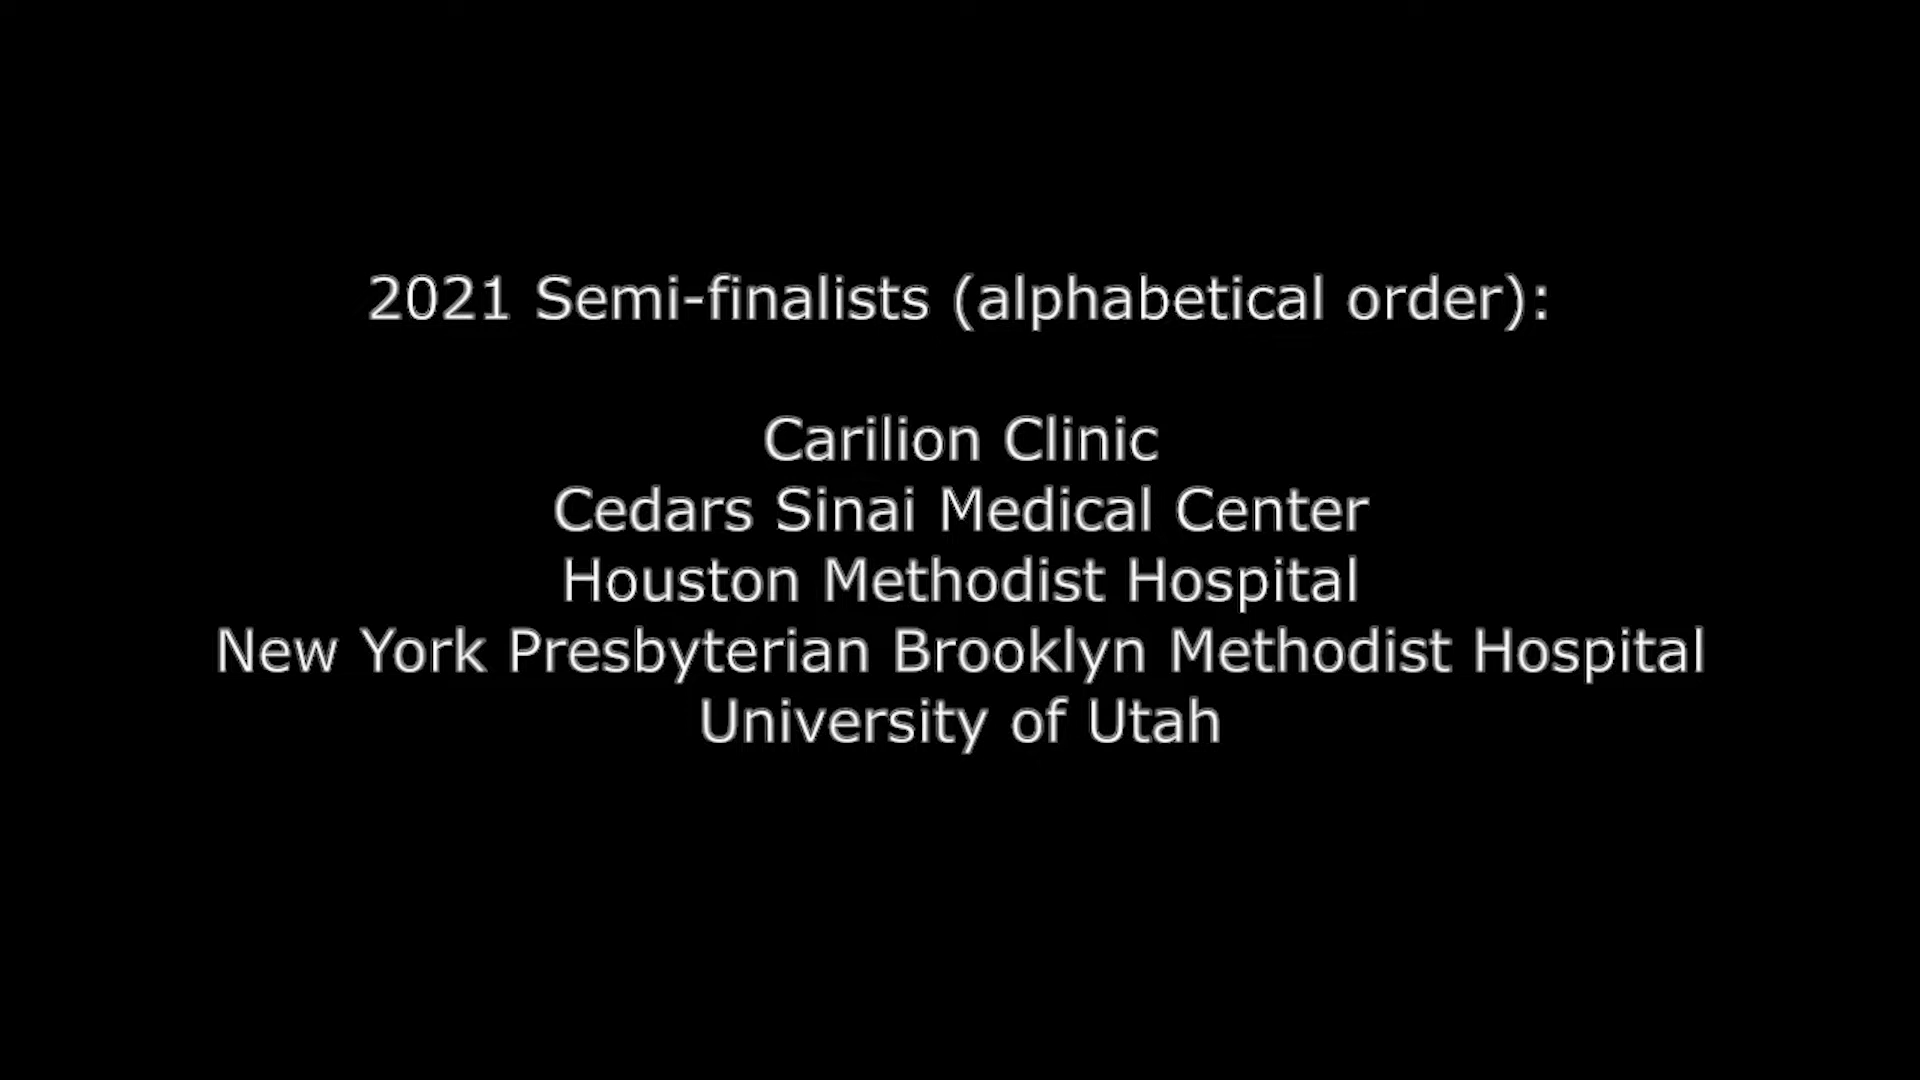 2021 Semi-finalists (alphabetical order):
Carilion Clinic
Cedars Sinai Medical Center
Houston Methodist Hospital
New York Presbyterian Brooklyn Methodist Hospital
University of Utah